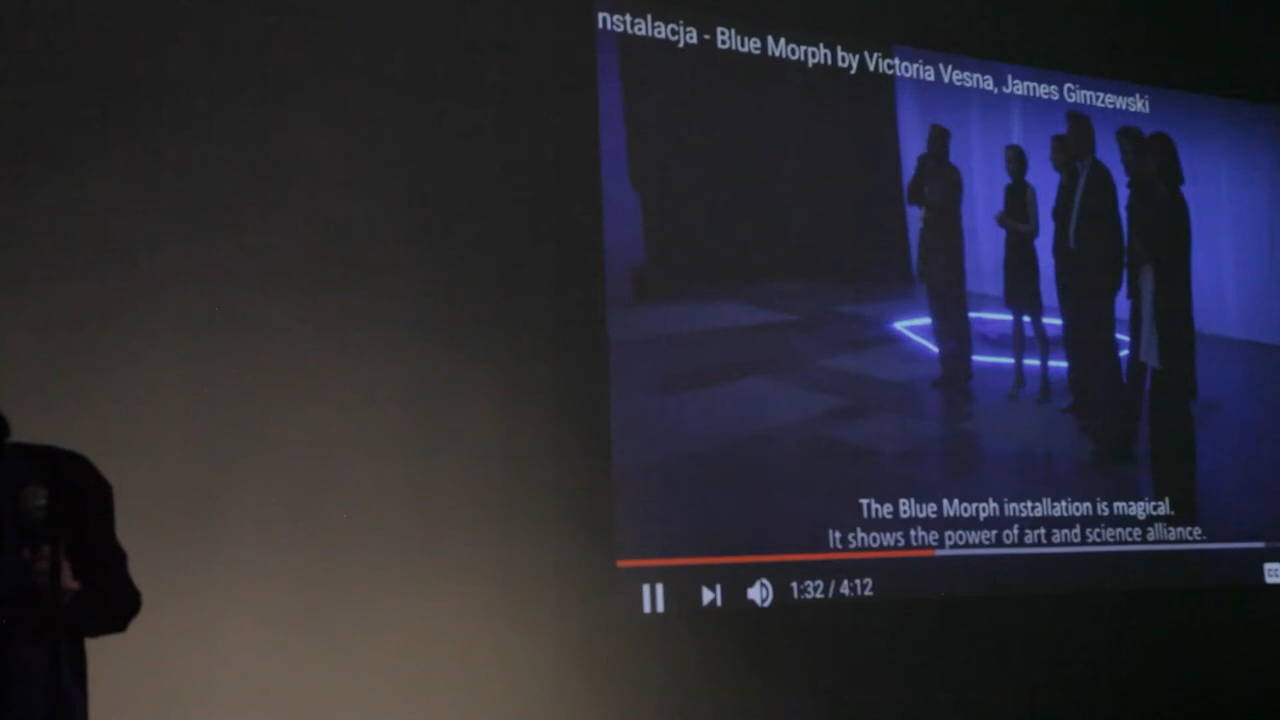 nstalacja - Blue Morph by Victoria Vesna, James Gimzewski
The Blue Morph installation is magical.
It shows the power of art and science alliance.
1:32 / 4:12
CC